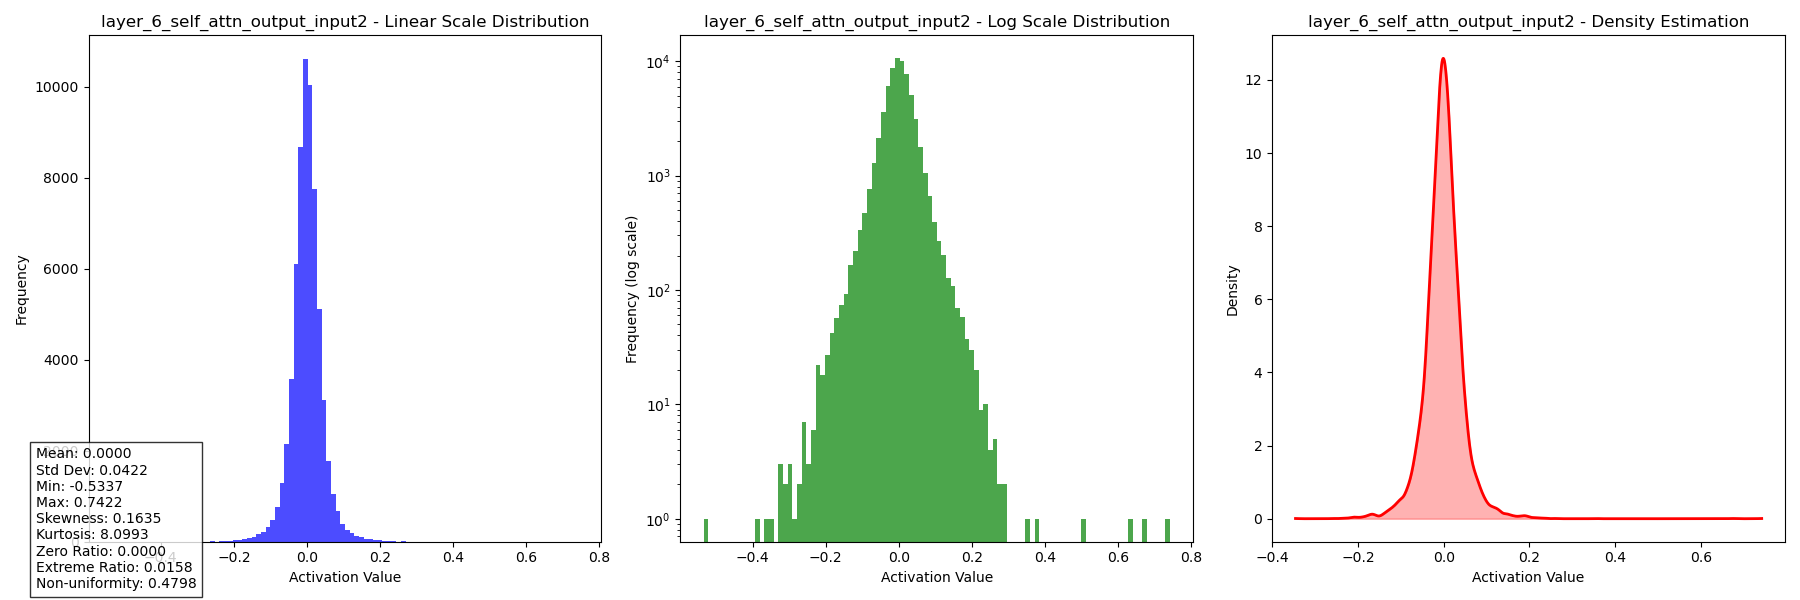 layer_6_self_attn_output_input2 - Linear Scale Distribution
Frequency
10000
8000
6000
4000
2000
0
−0.4
−0.2
0.0
0.2
0.4
0.6
0.8
Activation Value
Mean: 0.0000
Std Dev: 0.0422
Min: -0.5337
Max: 0.7422
Skewness: 0.1635
Kurtosis: 8.0993
Zero Ratio: 0.0000
Extreme Ratio: 0.0158
Non-uniformity: 0.4798
layer_6_self_attn_output_input2 - Log Scale Distribution
Frequency (log scale)
10⁴
10³
10²
10¹
10⁰
−0.4
−0.2
0.0
0.2
0.4
0.6
0.8
Activation Value
layer_6_self_attn_output_input2 - Density Estimation
Density
12
10
8
6
4
2
0
−0.4
−0.2
0.0
0.2
0.4
0.6
Activation Value